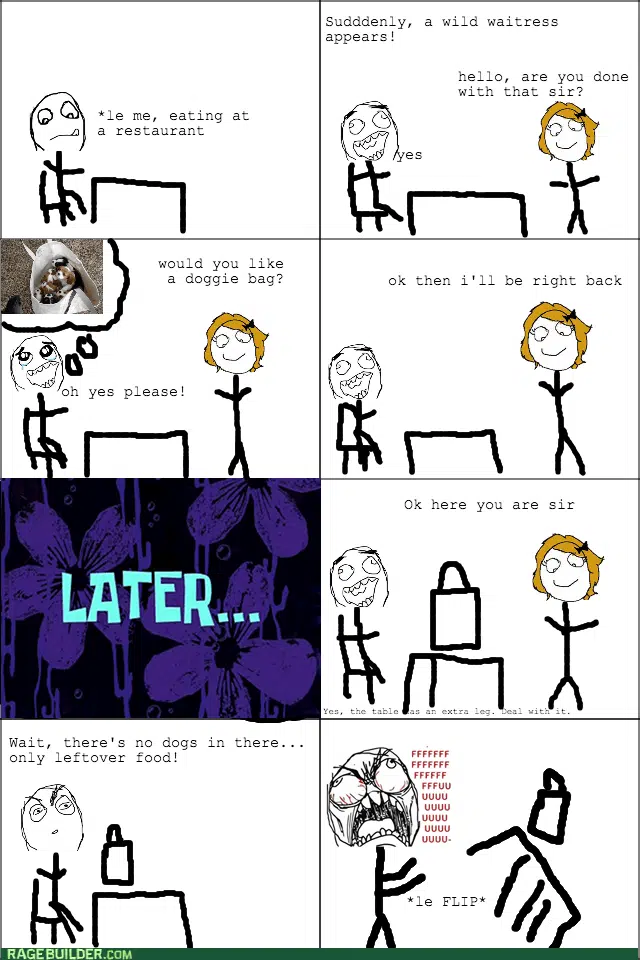 *le me, eating at
a restaurant
Sudddenly, a wild waitress
appears!
hello, are you done
with that sir?
yes
would you like
a doggie bag?
oh yes please!
ok then i'll be right back
LATER...
Ok here you are sir
Yes, the table has an extra leg. Deal with it.
Wait, there's no dogs in there...
only leftover food!
FFFFFFF
FFFFFFF
FFFFFF
FFFUU
UUUU
UUUU
UUUU
UUUU
UUUU-
*le FLIP*
RAGEBUILDER.COM